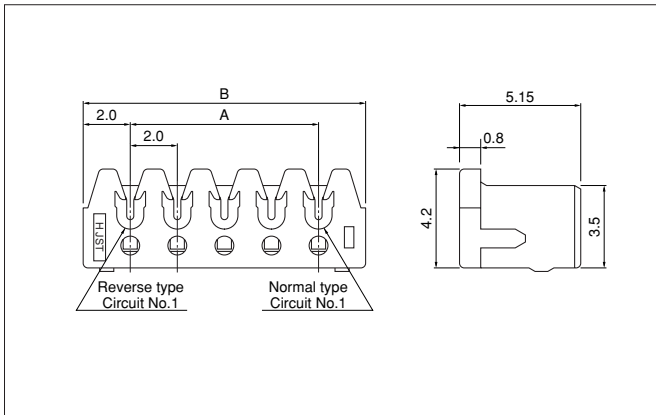 B
5.15
2.0
A
0.8
2.0
4.2
3.5
HJST
Reverse type
Circuit No.1
Normal type
Circuit No.1